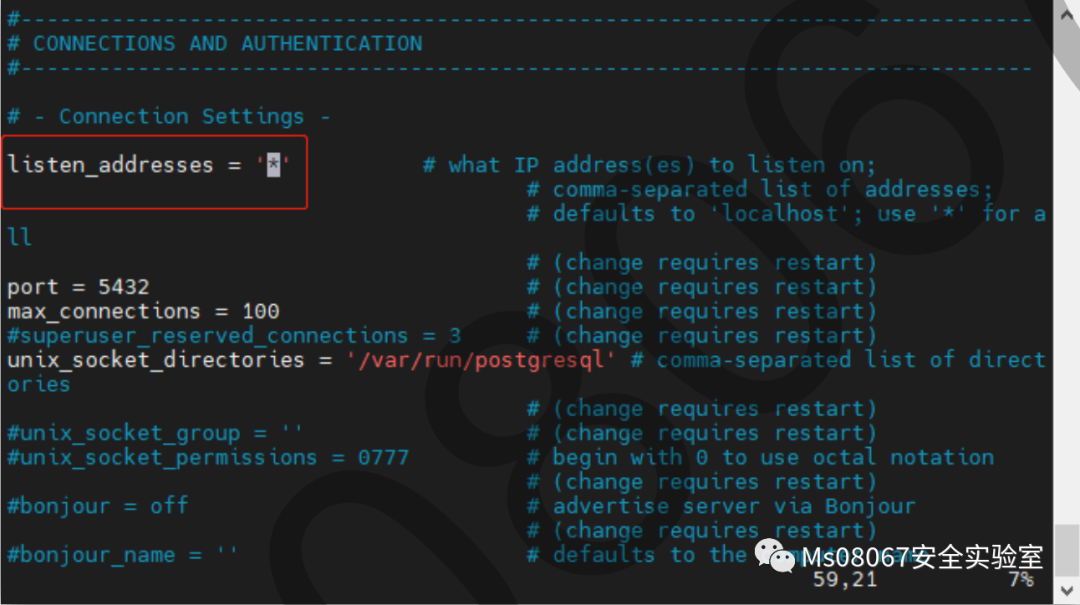 #------------------------------------------------------------------------------
# CONNECTIONS AND AUTHENTICATION
#------------------------------------------------------------------------------
# - Connection Settings -
listen_addresses = '*' # what IP address(es) to listen on;
# comma-separated list of addresses;
# defaults to 'localhost'; use '*' for a
ll
# (change requires restart)
port = 5432 # (change requires restart)
max_connections = 100 # (change requires restart)
#superuser_reserved_connections = 3 # (change requires restart)
unix_socket_directories = '/var/run/postgresql' # comma-separated list of direct
ories
# (change requires restart)
#unix_socket_group = '' # (change requires restart)
#unix_socket_permissions = 0777 # begin with 0 to use octal notation
# (change requires restart)
#bonjour = off # advertise server via Bonjour
# (change requires restart)
#bonjour_name = '' # defaults to the
Ms08067安全实验室
59,21 7%